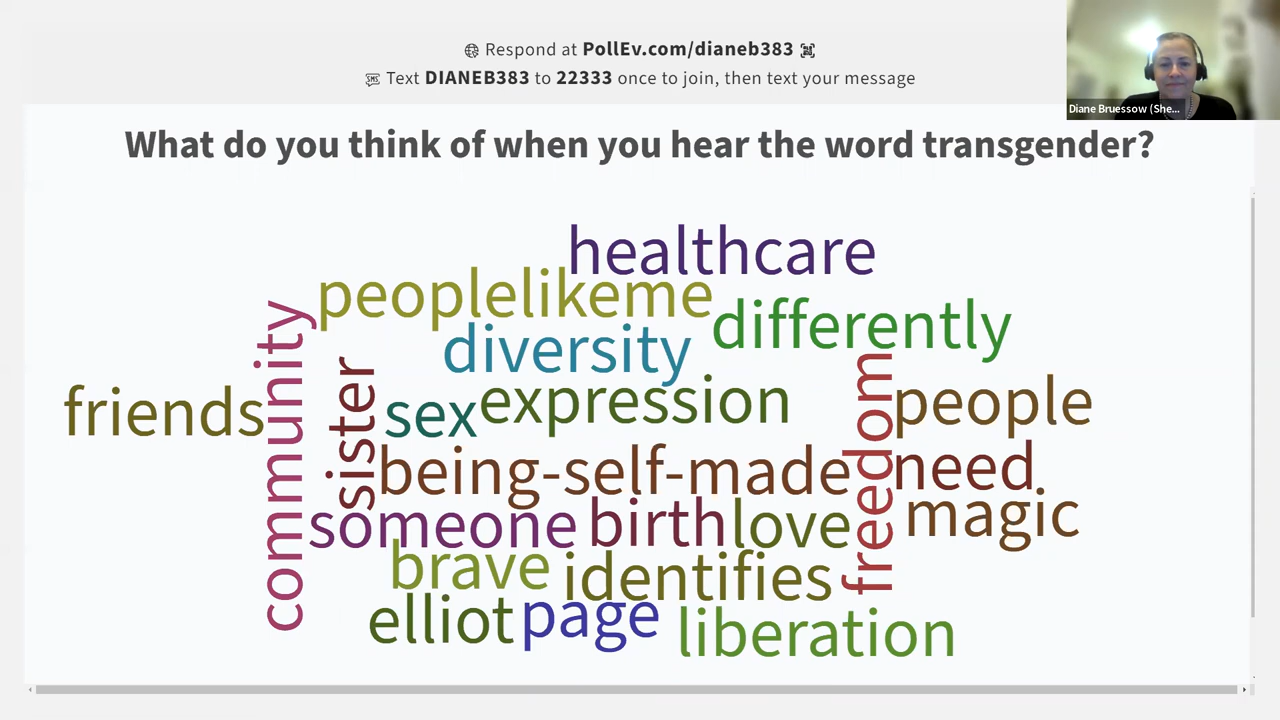 Respond at PollEv.com/dianeb383
Text DIANEB383 to 22333 once to join, then text your message
Diane Bruessow (She...
What do you think of when you hear the word transgender?
healthcare
peoplelikeme
differently
diversity
community
sister
friends
sex
expression
freedom
people
being-self-made
need
someone
birth
love
magic
brave
identifies
elliot
page
liberation